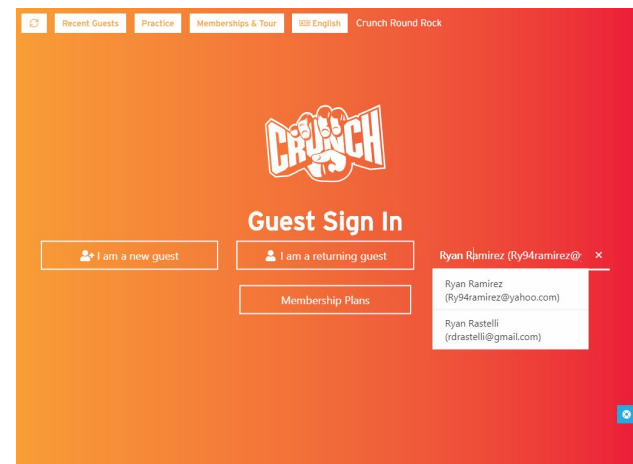 Recent Guests
Practice
Memberships & Tour
English
Crunch Round Rock
CRUNCH
Guest Sign In
I am a new guest
I am a returning guest
Ryan Ramirez (Ry94ramirez@
Membership Plans
Ryan Ramirez
(Ry94ramirez@yahoo.com)
Ryan Rastelli
(rdrastelli@gmail.com)